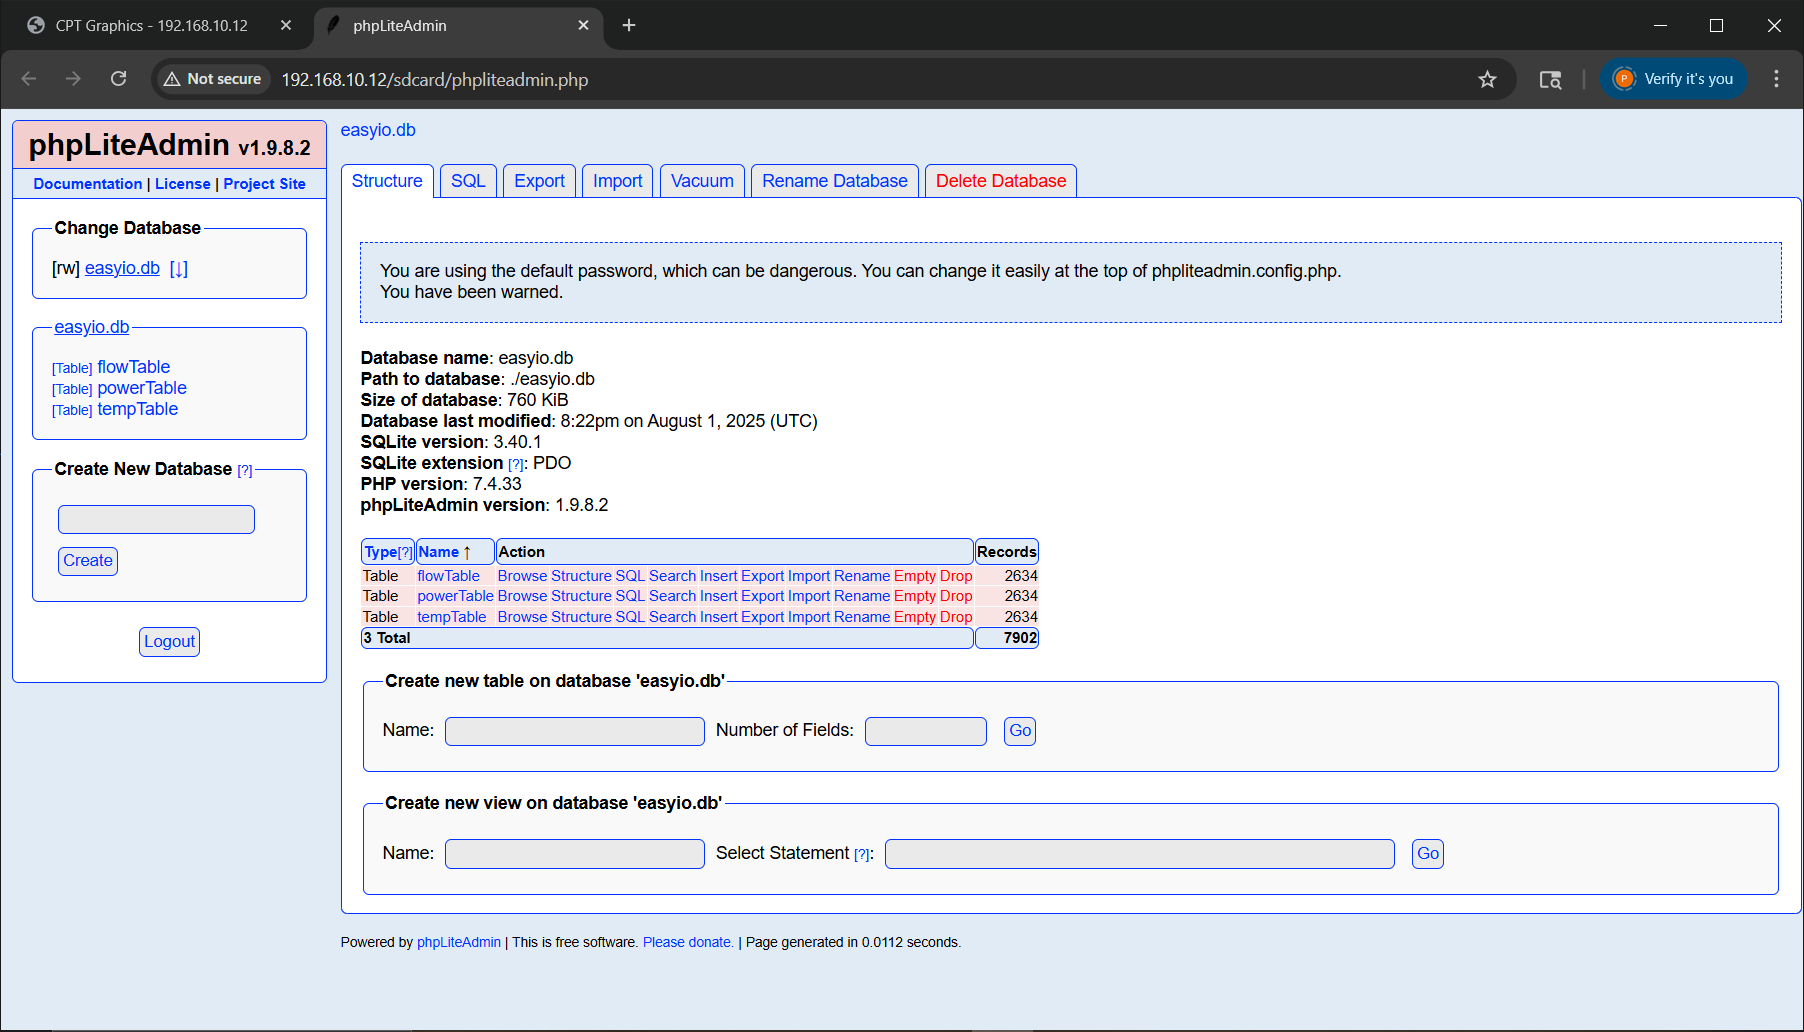 CPT Graphics - 192.168.10.12
phpLiteAdmin
Not secure
192.168.10.12/sdcard/phpliteadmin.php
P
Verify it's you
phpLiteAdmin v1.9.8.2
Documentation | License | Project Site
Change Database
[rw] easyio.db [↓]
easyio.db
[Table] flowTable
[Table] powerTable
[Table] tempTable
Create New Database [?]
Create
Logout
easyio.db
Structure SQL Export Import Vacuum Rename Database Delete Database
You are using the default password, which can be dangerous. You can change it easily at the top of phpliteadmin.config.php.
You have been warned.
Database name: easyio.db
Path to database: ./easyio.db
Size of database: 760 KiB
Database last modified: 8:22pm on August 1, 2025 (UTC)
SQLite version: 3.40.1
SQLite extension [?]: PDO
PHP version: 7.4.33
phpLiteAdmin version: 1.9.8.2
Type[?] Name ↑ Action Records
Table flowTable Browse Structure SQL Search Insert Export Import Rename Empty Drop 2634
Table powerTable Browse Structure SQL Search Insert Export Import Rename Empty Drop 2634
Table tempTable Browse Structure SQL Search Insert Export Import Rename Empty Drop 2634
3 Total 7902
Create new table on database 'easyio.db'
Name: Number of Fields: Go
Create new view on database 'easyio.db'
Name: Select Statement [?]: Go
Powered by phpLiteAdmin | This is free software. Please donate. | Page generated in 0.0112 seconds.